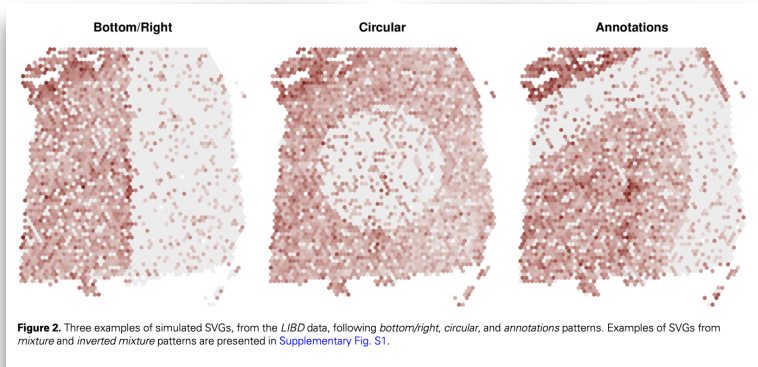 Bottom/Right
Circular
Annotations
Figure 2. Three examples of simulated SVGs, from the LIBD data, following bottom/right, circular, and annotations patterns. Examples of SVGs from
mixture and inverted mixture patterns are presented in Supplementary Fig. S1.